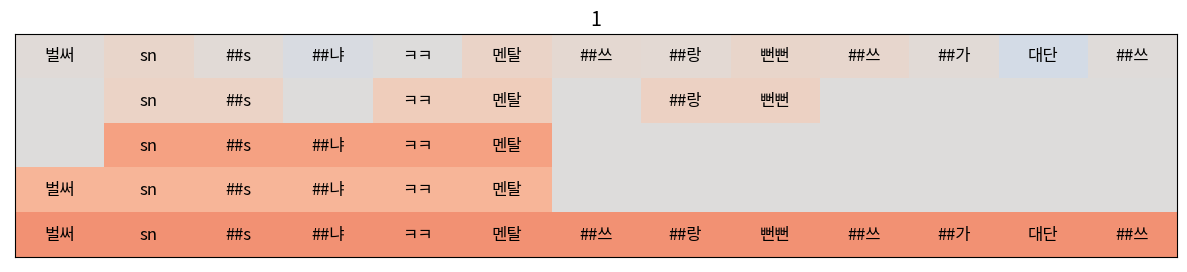 1
벌써 sn ##s ##냐 ㅋㅋ 멘탈 ##쓰 ##랑 뻔뻔 ##쓰 ##가 대단 ##쓰
sn ##s ㅋㅋ 멘탈 ##랑 뻔뻔
sn ##s ##냐 ㅋㅋ 멘탈
벌써 sn ##s ##냐 ㅋㅋ 멘탈
벌써 sn ##s ##냐 ㅋㅋ 멘탈 ##쓰 ##랑 뻔뻔 ##쓰 ##가 대단 ##쓰